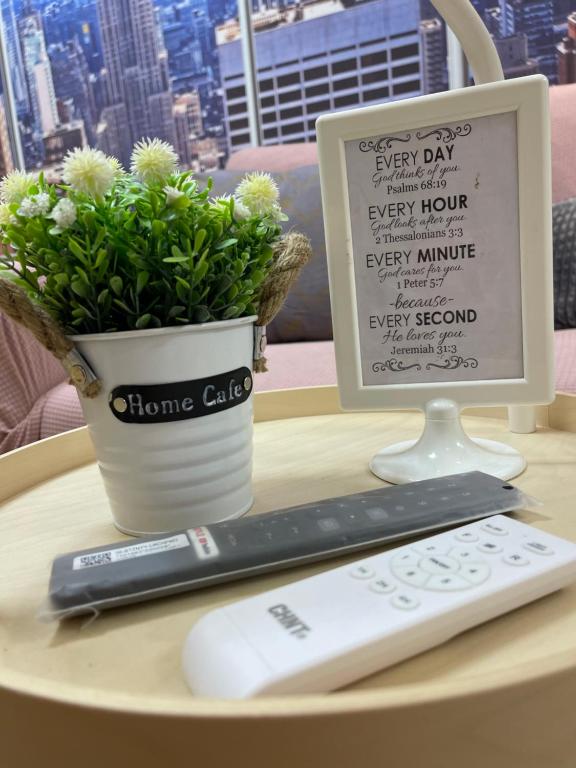 EVERY DAY
God thinks of you.
Psalms 68:19
EVERY HOUR
God looks after you.
2 Thessalonians 3:3
EVERY MINUTE
God cares for you.
1 Peter 5:7
-because-
EVERY SECOND
He loves you.
Jeremiah 31:3
Home Cafe
CHNT